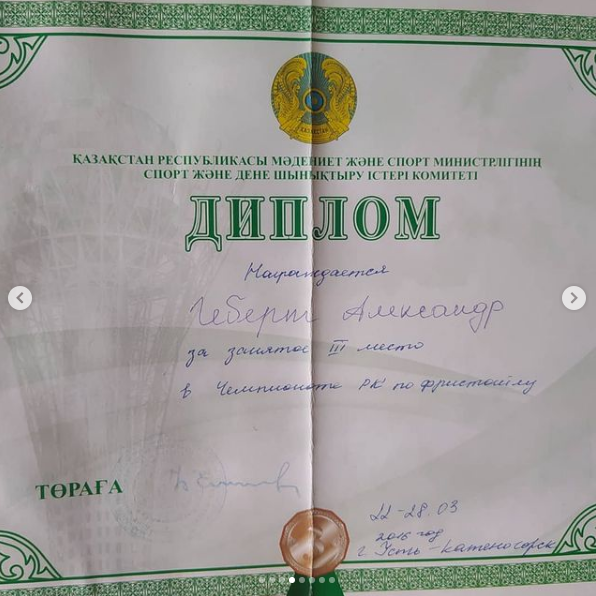 ҚАЗАҚСТАН
ҚАЗАҚСТАН РЕСПУБЛИКАСЫ МӘДЕНИЕТ ЖӘНЕ СПОРТ МИНИСТРЛІГІНІҢ
СПОРТ ЖӘНЕ ДЕНЕ ШЫНЫҚТЫРУ ІСТЕРІ КОМИТЕТІ
ДИПЛОМ
Награждается
Геберт Александр
за занятое III место
в Чемпионате РК по фристайлу
ТӨРАҒА
22-28.03
2016 год
г. Усть-Каменогорск
3